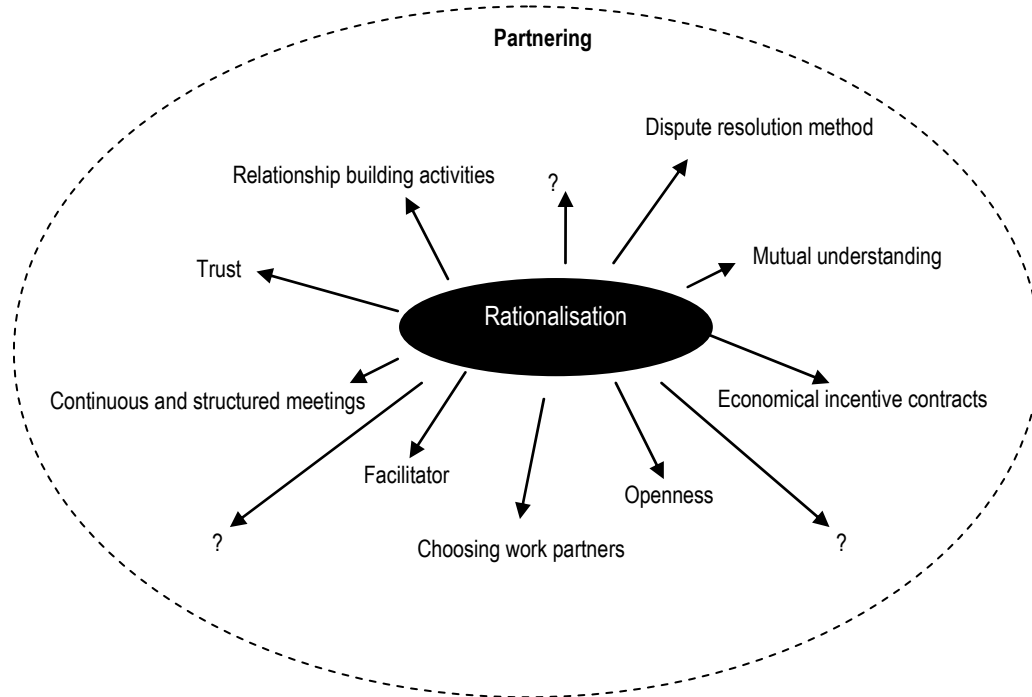 Partnering
Dispute resolution method
Relationship building activities
?
Mutual understanding
Trust
Rationalisation
Continuous and structured meetings
Economical incentive contracts
Facilitator
Openness
?
Choosing work partners
?